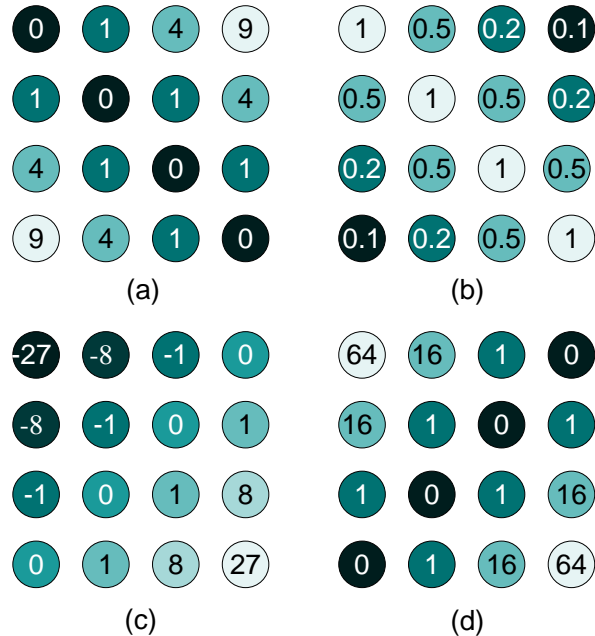 0 1 4 9
1 0 1 4
4 1 0 1
9 4 1 0
(a)
1 0.5 0.2 0.1
0.5 1 0.5 0.2
0.2 0.5 1 0.5
0.1 0.2 0.5 1
(b)
-27 -8 -1 0
-8 -1 0 1
-1 0 1 8
0 1 8 27
(c)
64 16 1 0
16 1 0 1
1 0 1 16
0 1 16 64
(d)